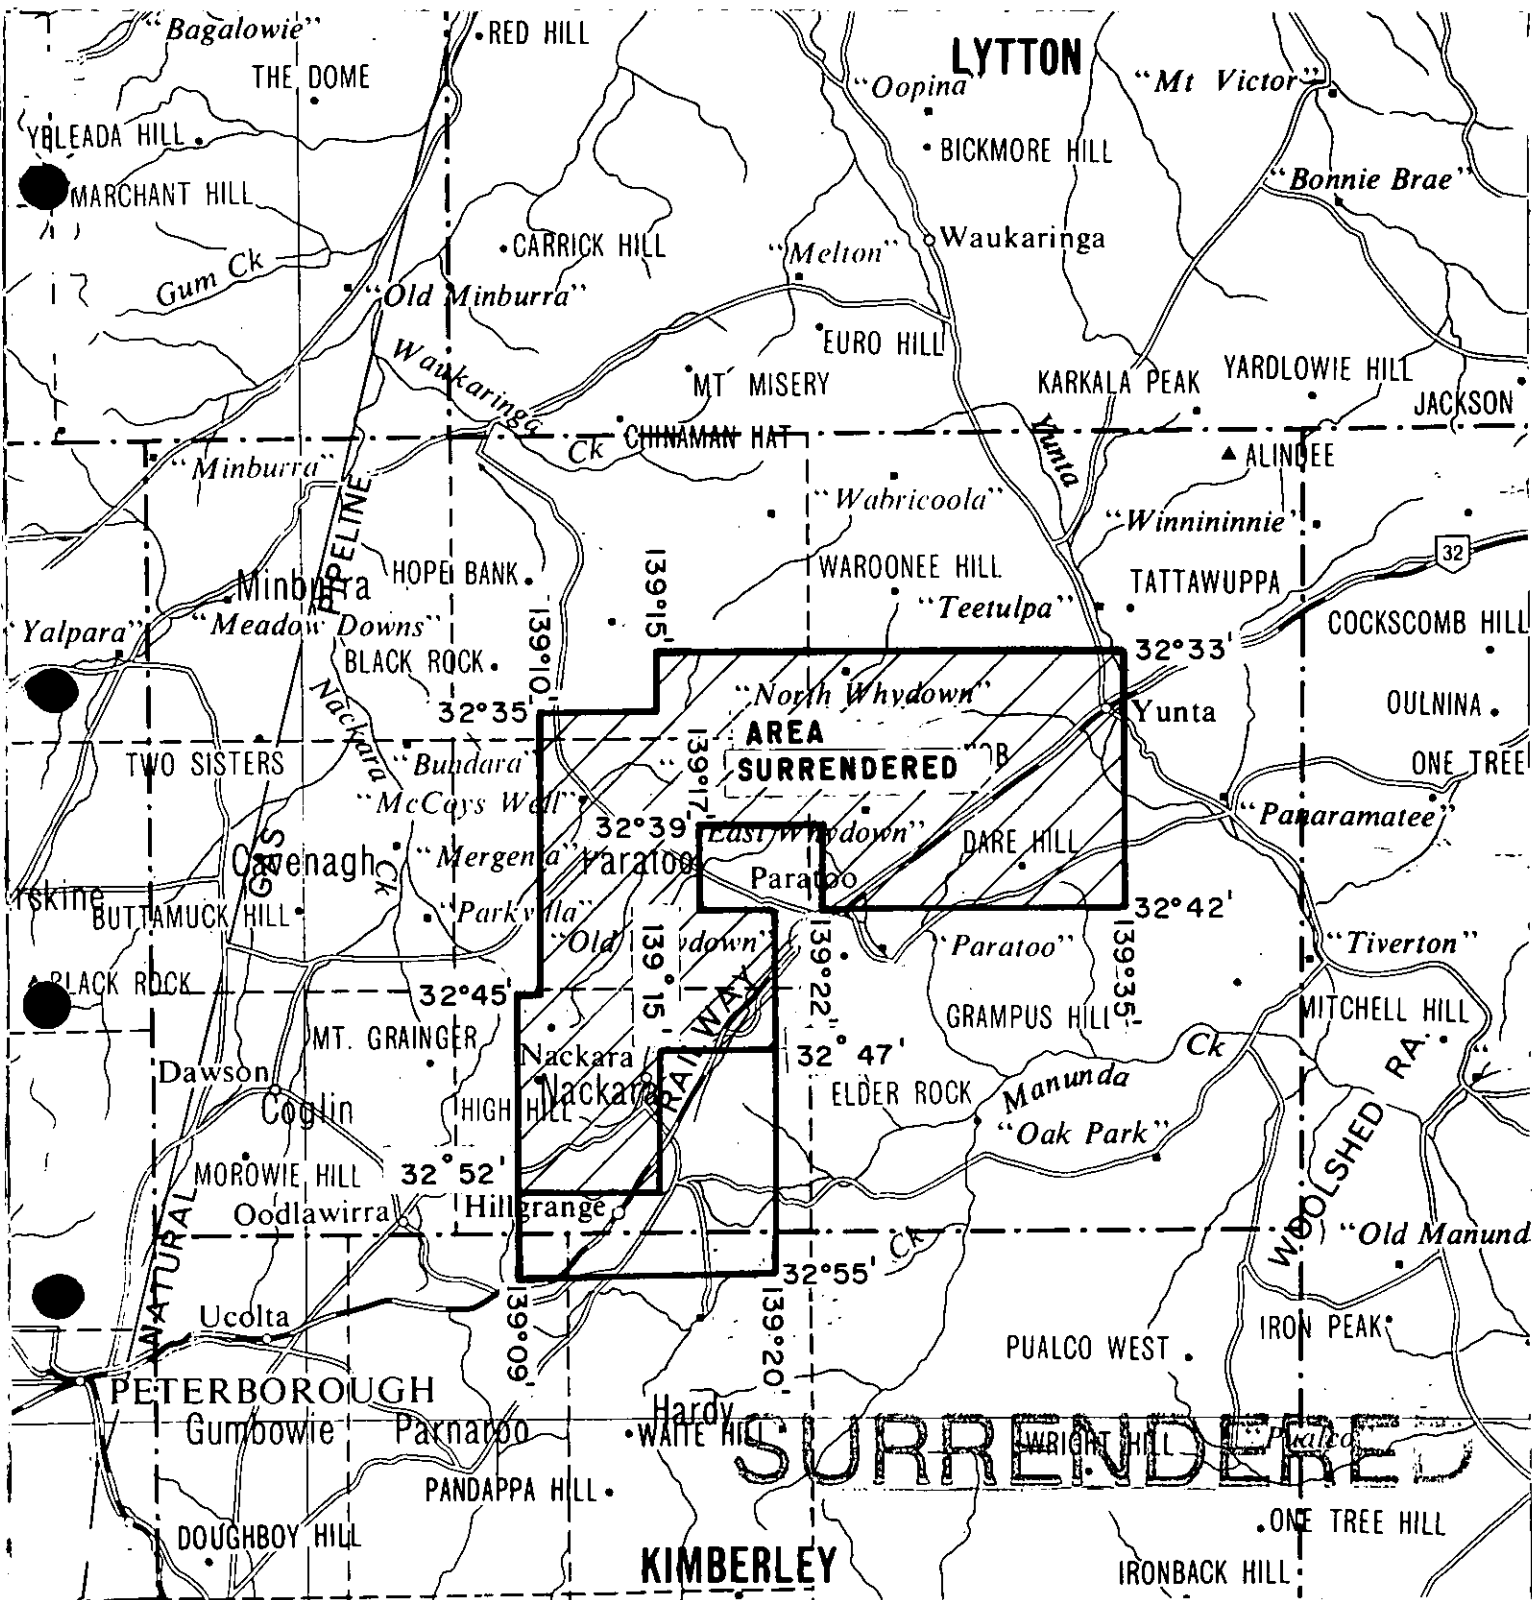 "Bagalowie"
RED HILL
LYTTON
THE DOME
"Oopina"
"Mt Victor"
YBLEADA HILL
BICKMORE HILL
MARCHANT HILL
"Bonnie Brae"
CARRICK HILL
"Melton"
Waukaringa
Gum Ck
"Old Minburra"
EURO HILL
Waukaringa Ck
MT MISERY
KARKALA PEAK
YARDLOWIE HILL
JACKSON
CHINAMAN HAT
Yunta
ALINDEE
"Minburra"
"Wabricoola"
"Winnininnie"
PIPELINE
32
HOPE BANK
139°15'
WAROONEE HILL
TATTAWUPPA
Minburra
"Teetulpa"
"Meadow Downs"
Yalpara"
139°10'
COCKSCOMB HILL
BLACK ROCK
32°33'
"North Whydown"
Nackara Ck
32°35'
Yunta
OULNINA
AREA
SURRENDERED
OB
TWO SISTERS
"Bundara"
139°17'
ONE TREE
"McCoys Well"
"Panaramatee"
32°39'
East Whydown"
DARE HILL
GAS
Cavenagh
"Mergenia"
Paratoo
Paratoo
rskine
BUTTAMUCK HILL
"Parkvilla"
32°42'
"Old
ydown"
139°15'
139°22'
"Paratoo"
139°35'
"Tiverton"
BLACK ROCK
32°45'
RAILWAY
MT. GRAINGER
GRAMPUS HILL
MITCHELL HILL
Nackara
32°47'
Ck
Dawson
Nackara
ELDER ROCK
Manunda
WOOLSHED RA.
Coglin
HIGH HILL
"Oak Park"
MOROWIE HILL
32°52'
Oodlawirra
Hillgrange
NATURAL
Ck
"Old Manund
32°55'
139°09'
139°20'
Ucolta
IRON PEAK
PUALCO WEST
PETERBOROUGH
Gumbowie
Parnaroo
Hardy
WAITE HILL
WRIGHT HILL
"Pualco"
SURRENDERED
PANDAPPA HILL
ONE TREE HILL
DOUGHBOY HILL
KIMBERLEY
IRONBACK HILL